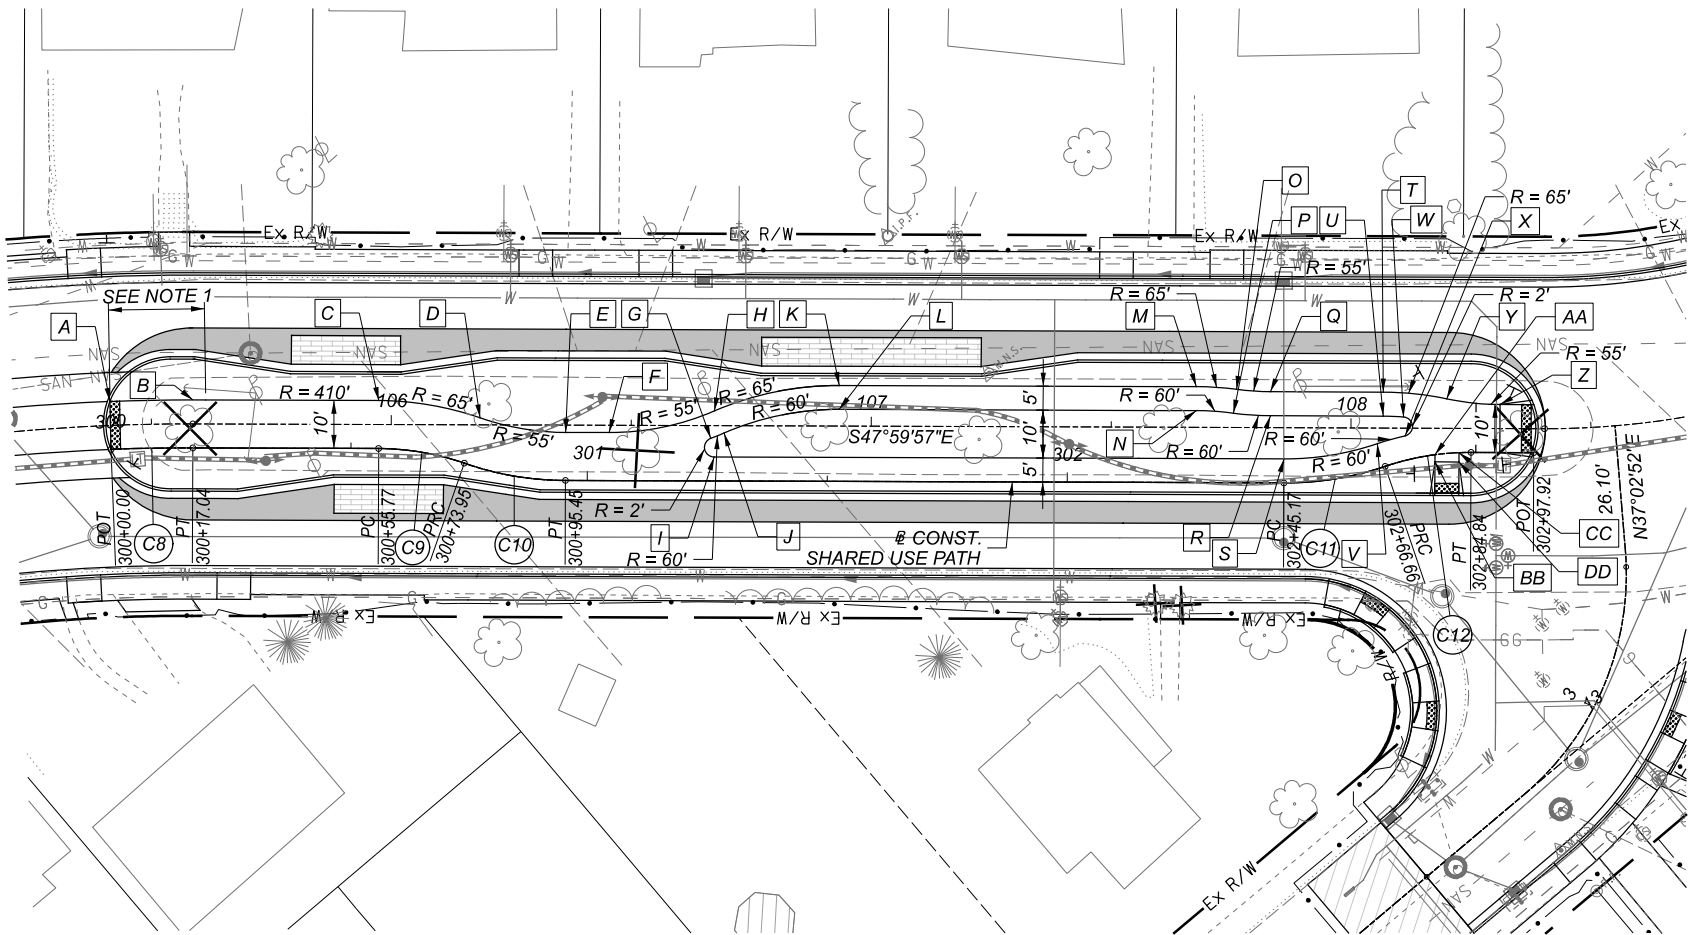 I.P.F.
Ex R/W
Ex R/W
Ex R/W
Ex
O
T
R = 65'
P
U
W
X
R = 55'
SEE NOTE 1
R = 65'
R = 2'
A
C
D
E
G
H
K
L
M
Q
Y
AA
SAN
SAN
SAN
SAN
R = 55'
SAN
B
F
Z
R = 410'
106
R = 65'
R = 65'
R = 60'
107
5'
R = 60'
108
300
10'
R = 55'
R = 55'
10'
S47°59'57"E
N
R = 60'
R = 60'
10'
301
302
R = 60'
5'
R = 2'
POT
300+00.00
PT
300+17.04
PC
300+55.77
PRC
300+73.95
PT
300+95.45
PC
302+45.17
302+66.66
PRC
PT
302+84.84
POT
302+97.92
26.10'
N37°02'52"E
C8
C9
C10
I
J
R
S
C11
V
CC
BB
DD
R = 60'
B CONST.
SHARED USE PATH
Ex R/W
Ex R/W
Ex R/W
C12
GG
R/W
3
Ex R/W
SAN